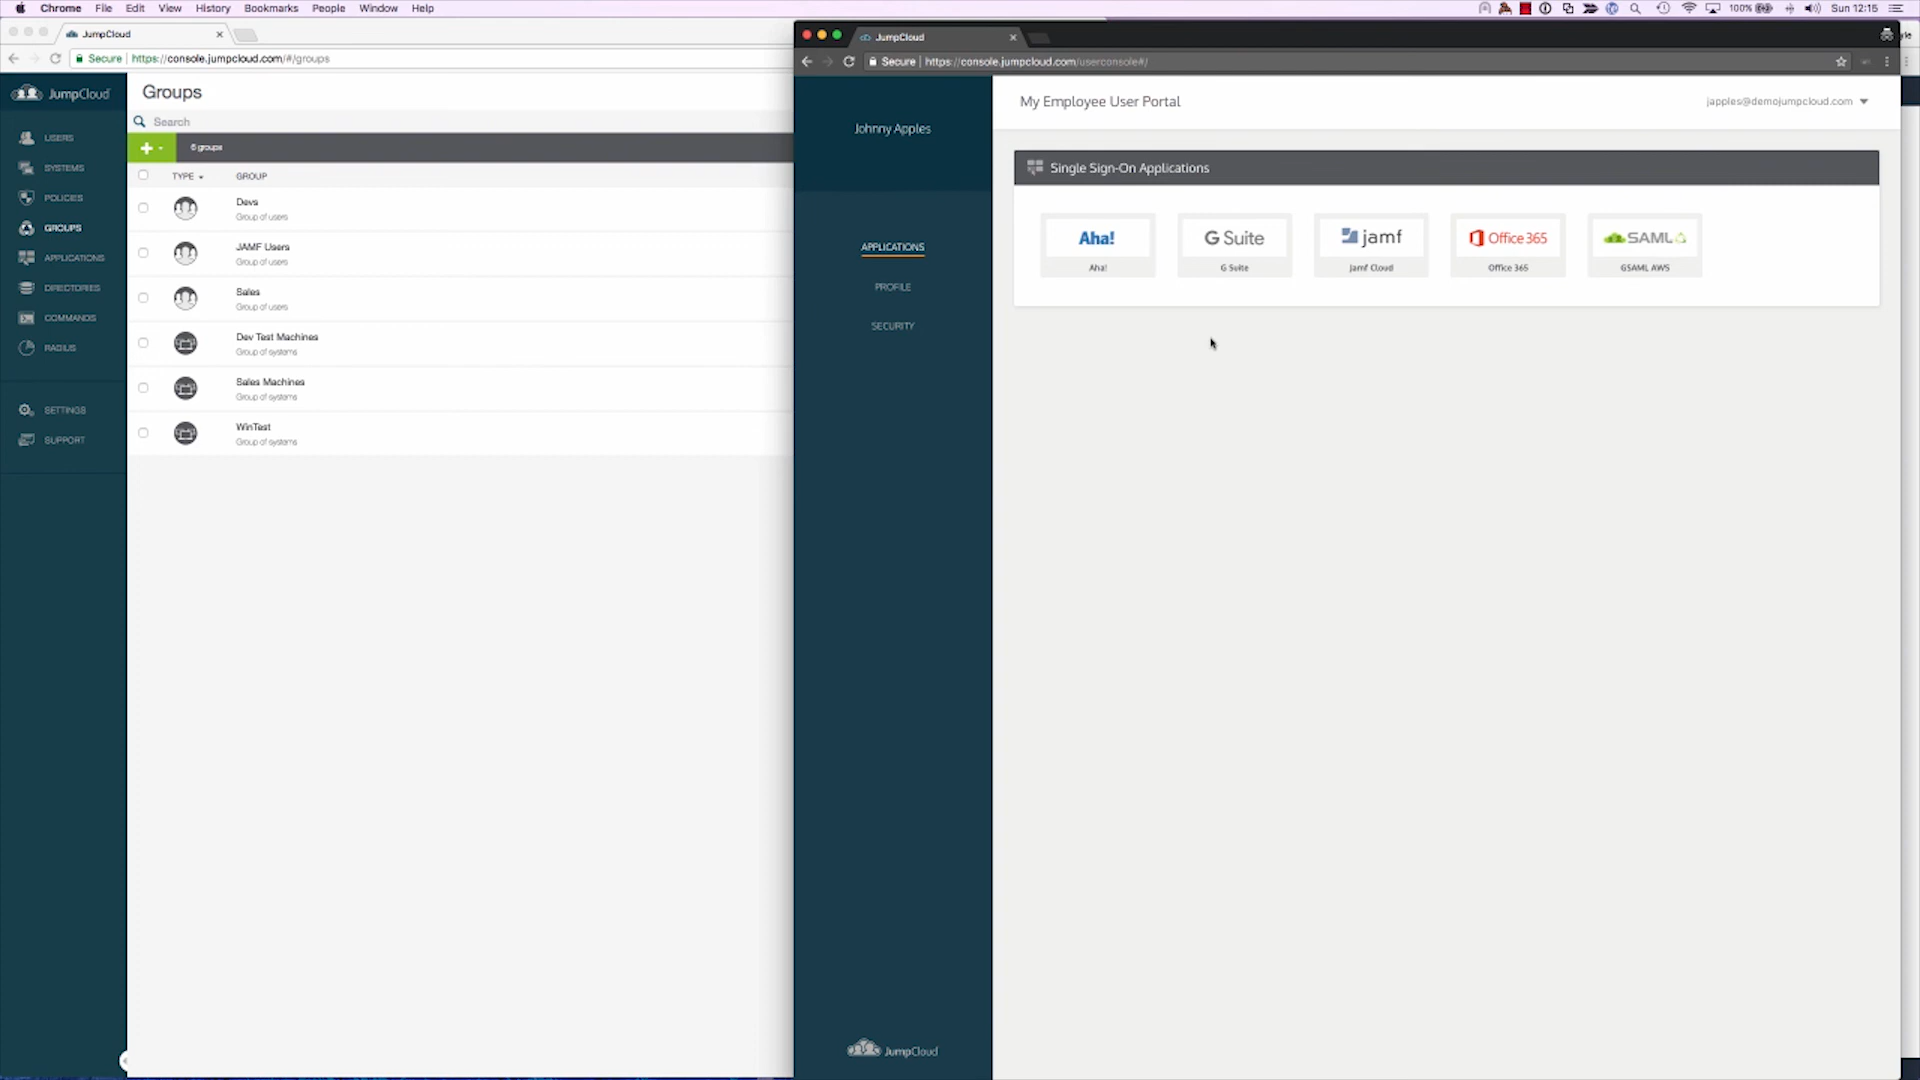 Chrome File Edit View History Bookmarks People Window Help
100% Sun 12:15
JumpCloud
Secure https://console.jumpcloud.com/#/groups
JumpCloud
USERS
SYSTEMS
POLICIES
GROUPS
APPLICATIONS
DIRECTORIES
COMMANDS
RADIUS
SETTINGS
SUPPORT
Groups
Search
6 groups
TYPE GROUP
Devs
Group of users
JAMF Users
Group of users
Sales
Group of users
Dev Test Machines
Group of systems
Sales Machines
Group of systems
WinTest
Group of systems
JumpCloud
Secure https://console.jumpcloud.com/userconsole#/
Johnny Apples
APPLICATIONS
PROFILE
SECURITY
JumpCloud
My Employee User Portal
japples@demojumpcloud.com
Single Sign-On Applications
Aha! G Suite jamf Office 365 SAML
Aha! G Suite Jamf Cloud Office 365 GSAML AWS